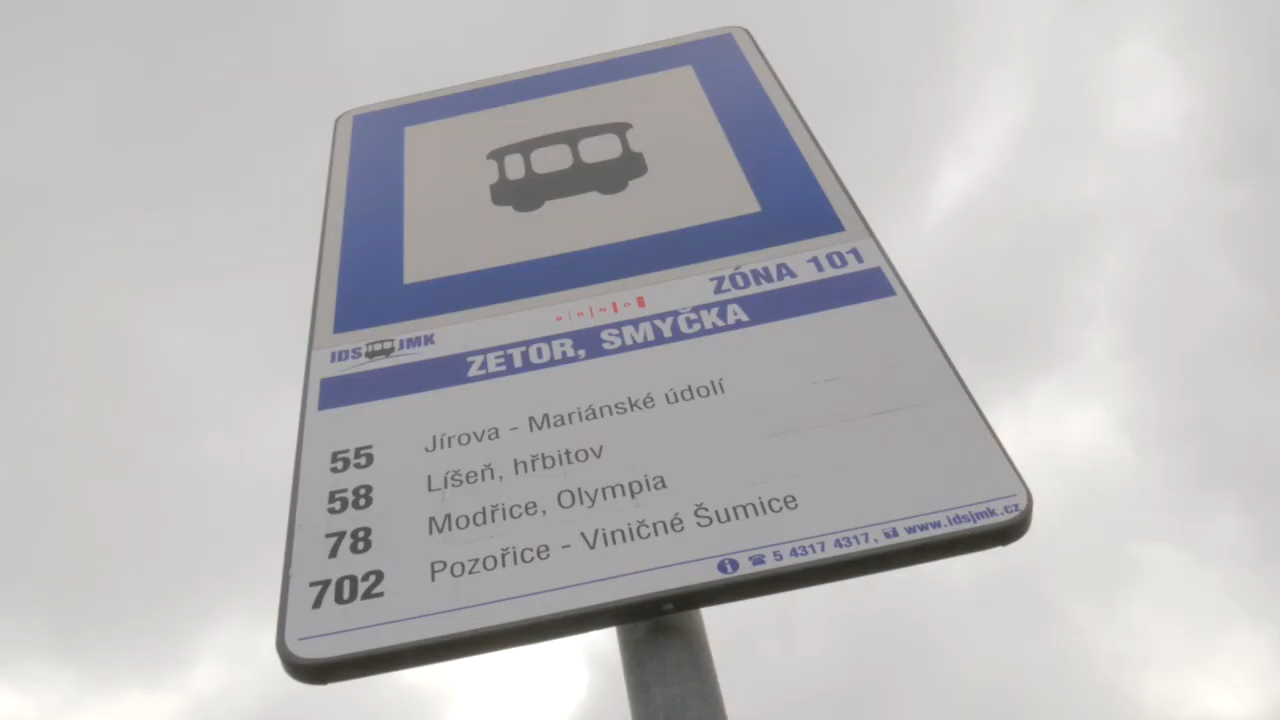 ZÓNA 101
IDS JMK
ZETOR, SMYČKA
55 Jírova - Mariánské údolí
58 Líšeň, hřbitov
78 Modřice, Olympia
702 Pozořice - Viničné Šumice
i ☎ 5 4317 4317, www.idsjmk.cz